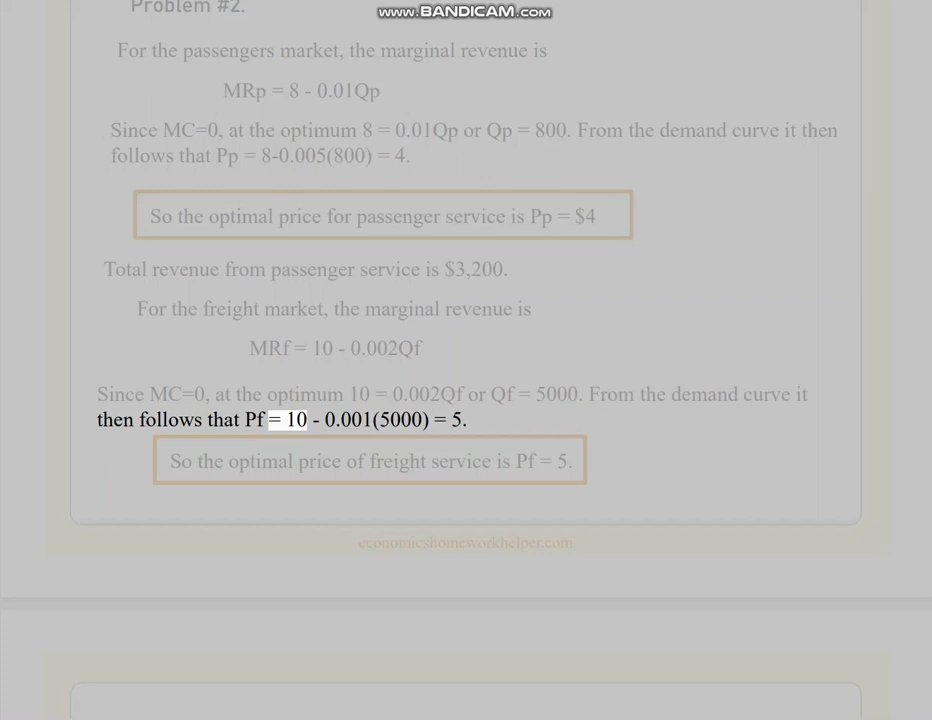 www.BANDICAM.com
Problem #2.
For the passengers market, the marginal revenue is
MRp = 8 - 0.01Qp
Since MC=0, at the optimum 8 = 0.01Qp or Qp = 800. From the demand curve it then
follows that Pp = 8-0.005(800) = 4.
So the optimal price for passenger service is Pp = $4
Total revenue from passenger service is $3,200.
For the freight market, the marginal revenue is
MRf = 10 - 0.002Qf
Since MC=0, at the optimum 10 = 0.002Qf or Qf = 5000. From the demand curve it
then follows that Pf = 10 - 0.001(5000) = 5.
So the optimal price of freight service is Pf = 5.
economicshomeworkhelper.com